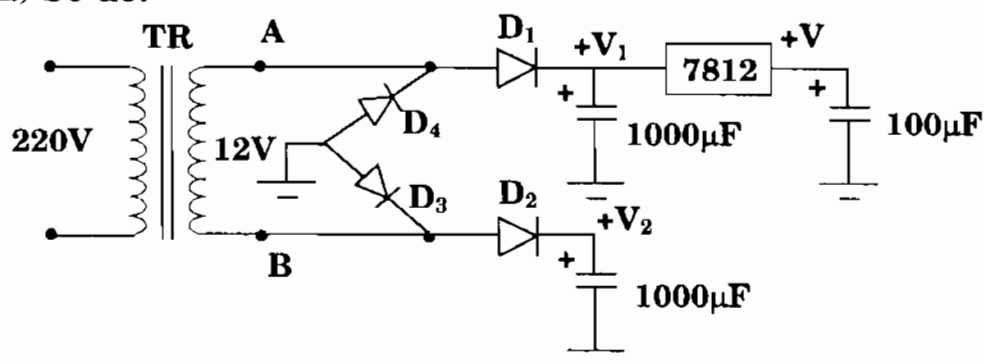 TR
A
D₁
+V₁
7812
+V
+
+
220V
12V
D₄
1000µF
100µF
D₃
D₂
+V₂
B
+
1000µF